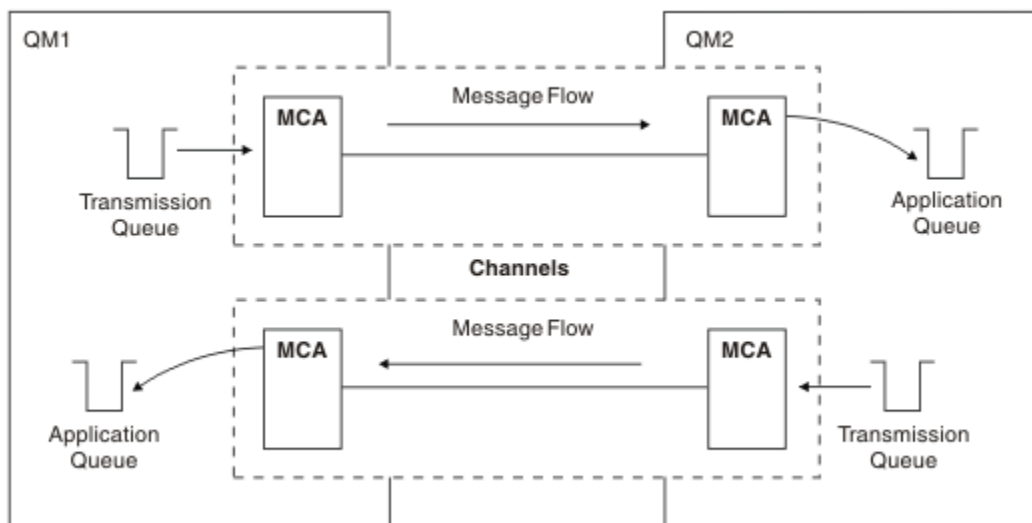 QM1
QM2
Message Flow
MCA
MCA
Transmission
Queue
Application
Queue
Channels
Message Flow
MCA
MCA
Application
Queue
Transmission
Queue